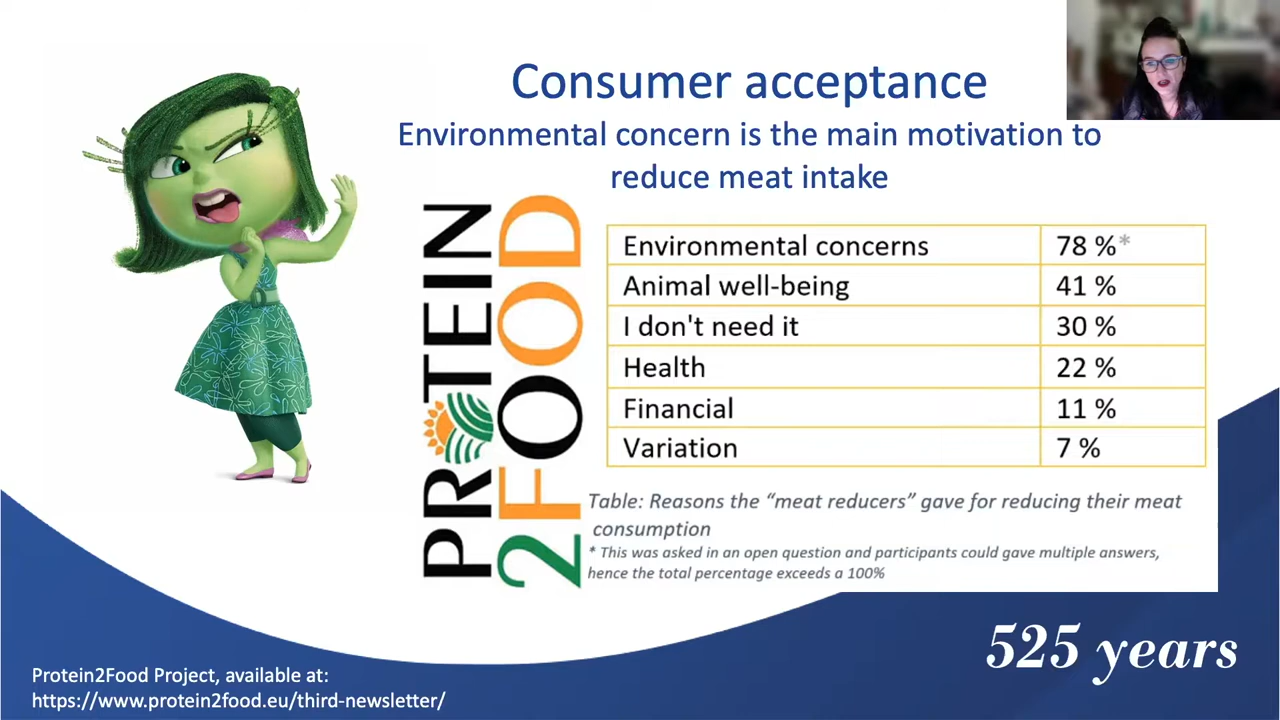 Consumer acceptance
Environmental concern is the main motivation to
reduce meat intake
PROTEIN
2FOOD
Environmental concerns 78 %*
Animal well-being 41 %
I don't need it 30 %
Health 22 %
Financial 11 %
Variation 7 %
Table: Reasons the “meat reducers” gave for reducing their meat
consumption
* This was asked in an open question and participants could gave multiple answers,
hence the total percentage exceeds a 100%
525 years
Protein2Food Project, available at:
https://www.protein2food.eu/third-newsletter/